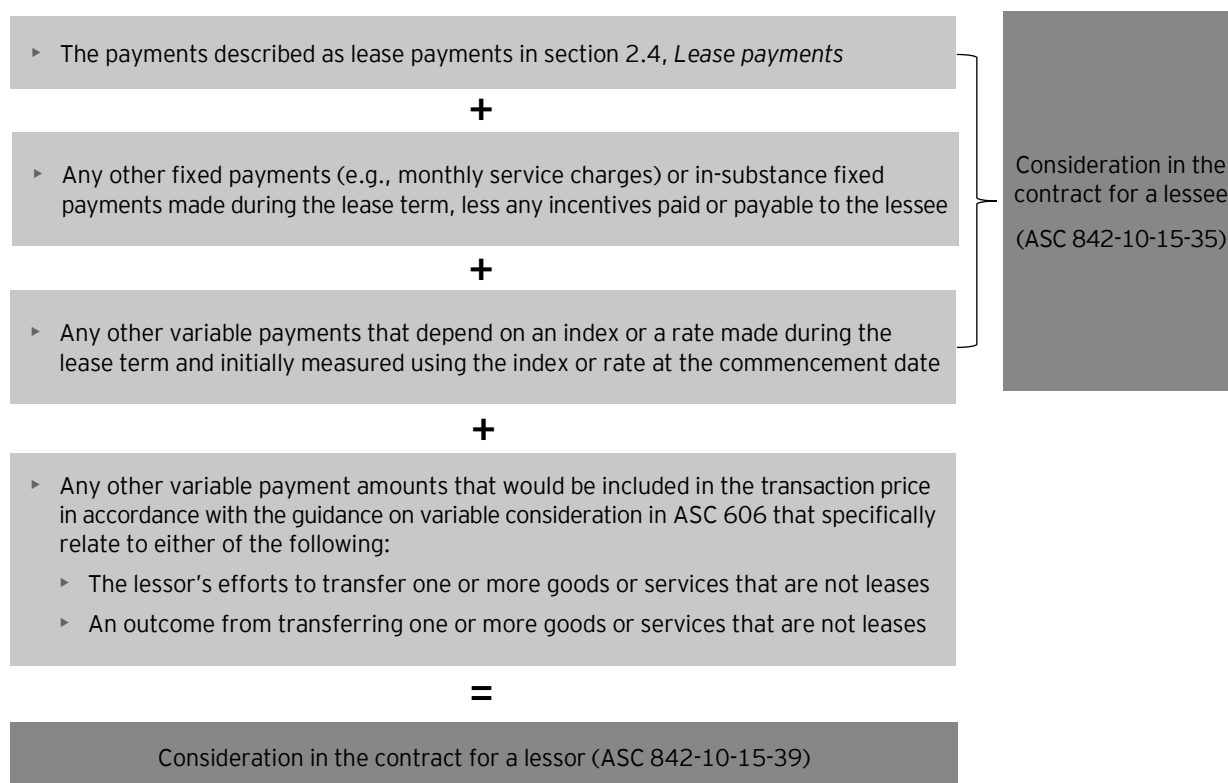 ▸ The payments described as lease payments in section 2.4, Lease payments
+
▸ Any other fixed payments (e.g., monthly service charges) or in-substance fixed
payments made during the lease term, less any incentives paid or payable to the lessee
+
▸ Any other variable payments that depend on an index or a rate made during the
lease term and initially measured using the index or rate at the commencement date
Consideration in the
contract for a lessee
(ASC 842-10-15-35)
+
▸ Any other variable payment amounts that would be included in the transaction price
in accordance with the guidance on variable consideration in ASC 606 that specifically
relate to either of the following:
▸ The lessor's efforts to transfer one or more goods or services that are not leases
▸ An outcome from transferring one or more goods or services that are not leases
=
Consideration in the contract for a lessor (ASC 842-10-15-39)